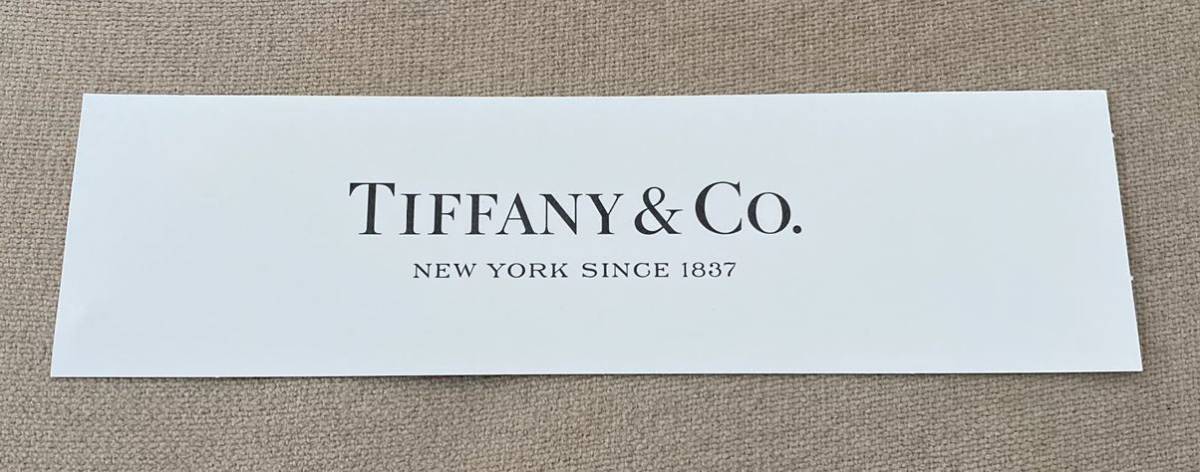 TIFFANY & CO.
NEW YORK SINCE 1837